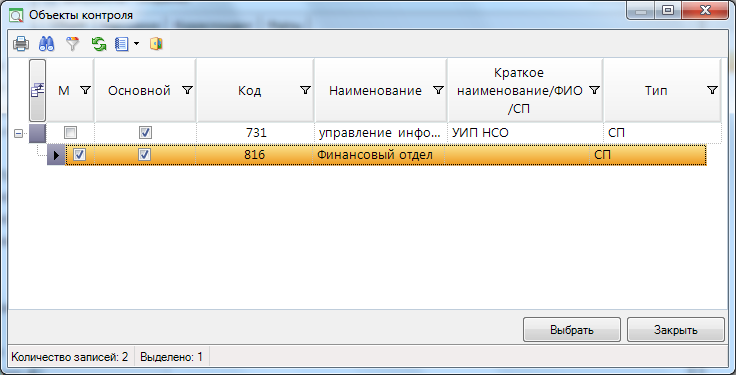 Объекты контроля
М Основной Код Наименование Краткое наименование/ФИО/СП Тип
731 управление инфо... УИП НСО СП
816 Финансовый отдел СП
Выбрать Закрыть
Количество записей: 2 Выделено: 1